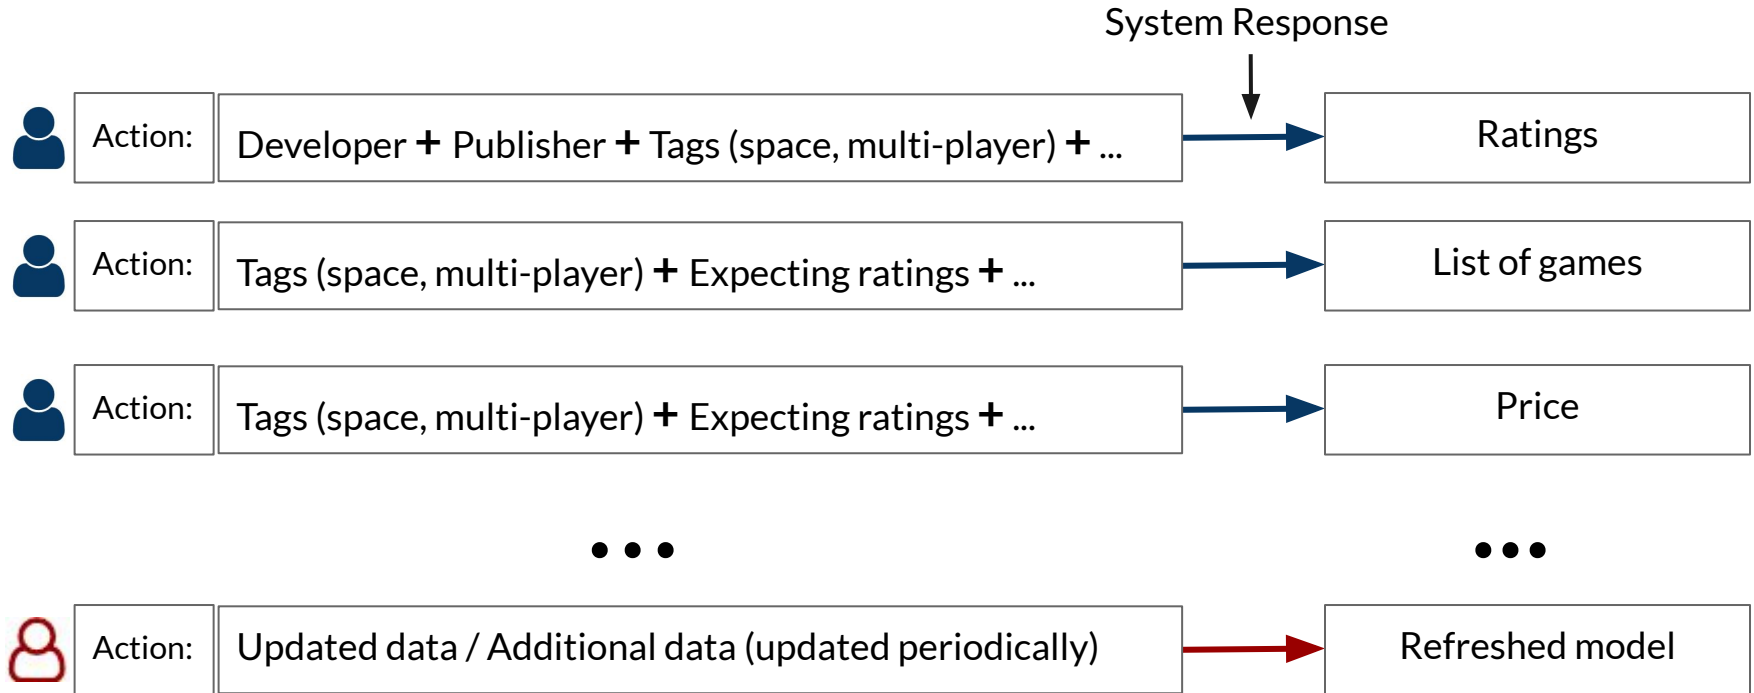 System Response
Action: Developer + Publisher + Tags (space, multi-player) + ... Ratings
Action: Tags (space, multi-player) + Expecting ratings + ... List of games
Action: Tags (space, multi-player) + Expecting ratings + ... Price
... ...
Action: Updated data / Additional data (updated periodically) Refreshed model